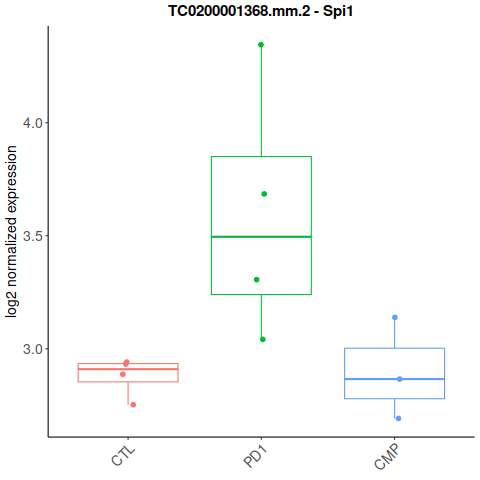 TC0200001368.mm.2 - Spi1
log2 normalized expression
4.0
3.5
3.0
CTL
PD1
CMP